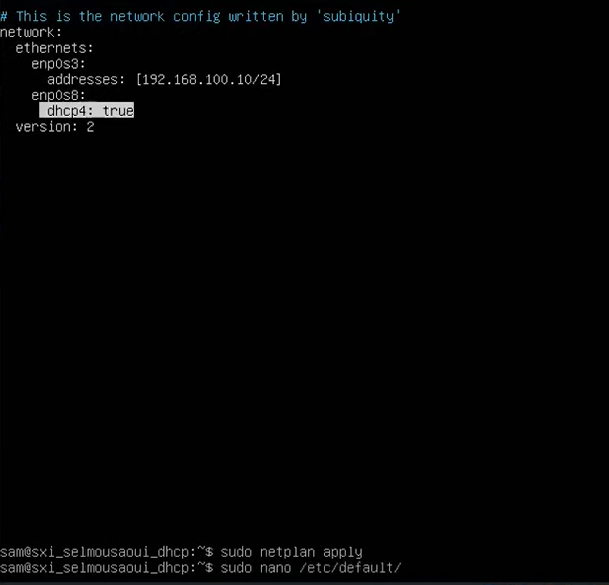 # This is the network config written by 'subiquity'
network:
  ethernets:
    enp0s3:
      addresses: [192.168.100.10/24]
    enp0s8:
      dhcp4: true
  version: 2
sam@sxi_selmousaoui_dhcp:~$ sudo netplan apply
sam@sxi_selmousaoui_dhcp:~$ sudo nano /etc/default/